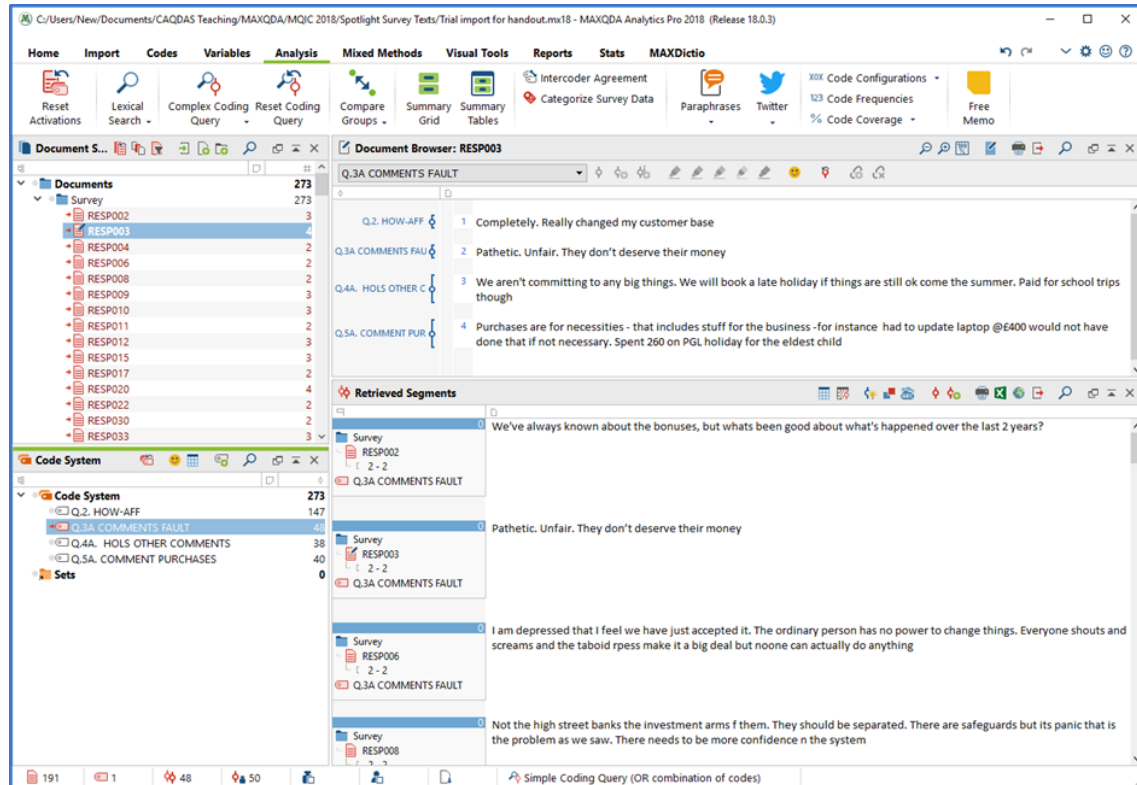 C:/Users/New/Documents/CAQDAS Teaching/MAXQDA/MQIC 2018/Spotlight Survey Texts/Trial import for handout.mx18 - MAXQDA Analytics Pro 2018 (Release 18.0.3)
Home Import Codes Variables Analysis Mixed Methods Visual Tools Reports Stats MAXDictio
Reset Activations
Lexical Search
Complex Coding Query
Reset Coding Query
Compare Groups
Summary Grid
Summary Tables
Intercoder Agreement
Categorize Survey Data
Paraphrases
Twitter
XOX Code Configurations
123 Code Frequencies
% Code Coverage
Free Memo
Document S...
Documents 273
Survey 273
RESP002 3
RESP003 4
RESP004 2
RESP006 2
RESP008 2
RESP009 3
RESP010 3
RESP011 2
RESP012 3
RESP015 3
RESP017 2
RESP020 4
RESP022 2
RESP030 2
RESP033 3
Code System
Code System 273
Q.2. HOW-AFF 147
Q.3A COMMENTS FAULT 48
Q.4A. HOLS OTHER COMMENTS 38
Q.5A. COMMENT PURCHASES 40
Sets 0
Document Browser: RESP003
Q.3A COMMENTS FAULT
Q.2. HOW-AFF 1 Completely. Really changed my customer base
Q.3A COMMENTS FAU 2 Pathetic. Unfair. They don't deserve their money
Q.4A. HOLS OTHER C 3 We aren't committing to any big things. We will book a late holiday if things are still ok come the summer. Paid for school trips
though
Q.5A. COMMENT PUR 4 Purchases are for necessities - that includes stuff for the business -for instance had to update laptop @£400 would not have
done that if not necessary. Spent 260 on PGL holiday for the eldest child
Retrieved Segments
0
We've always known about the bonuses, but whats been good about what's happened over the last 2 years?
Survey
RESP002
2 - 2
Q.3A COMMENTS FAULT
0
Pathetic. Unfair. They don't deserve their money
Survey
RESP003
2 - 2
Q.3A COMMENTS FAULT
0
I am depressed that I feel we have just accepted it. The ordinary person has no power to change things. Everyone shouts and
screams and the taboid rpess make it a big deal but noone can actually do anything
Survey
RESP006
2 - 2
Q.3A COMMENTS FAULT
0
Not the high street banks the investment arms f them. They should be separated. There are safeguards but its panic that is
the problem as we saw. There needs to be more confidence n the system
Survey
RESP008
2 - 2
191 1 48 50 Simple Coding Query (OR combination of codes)